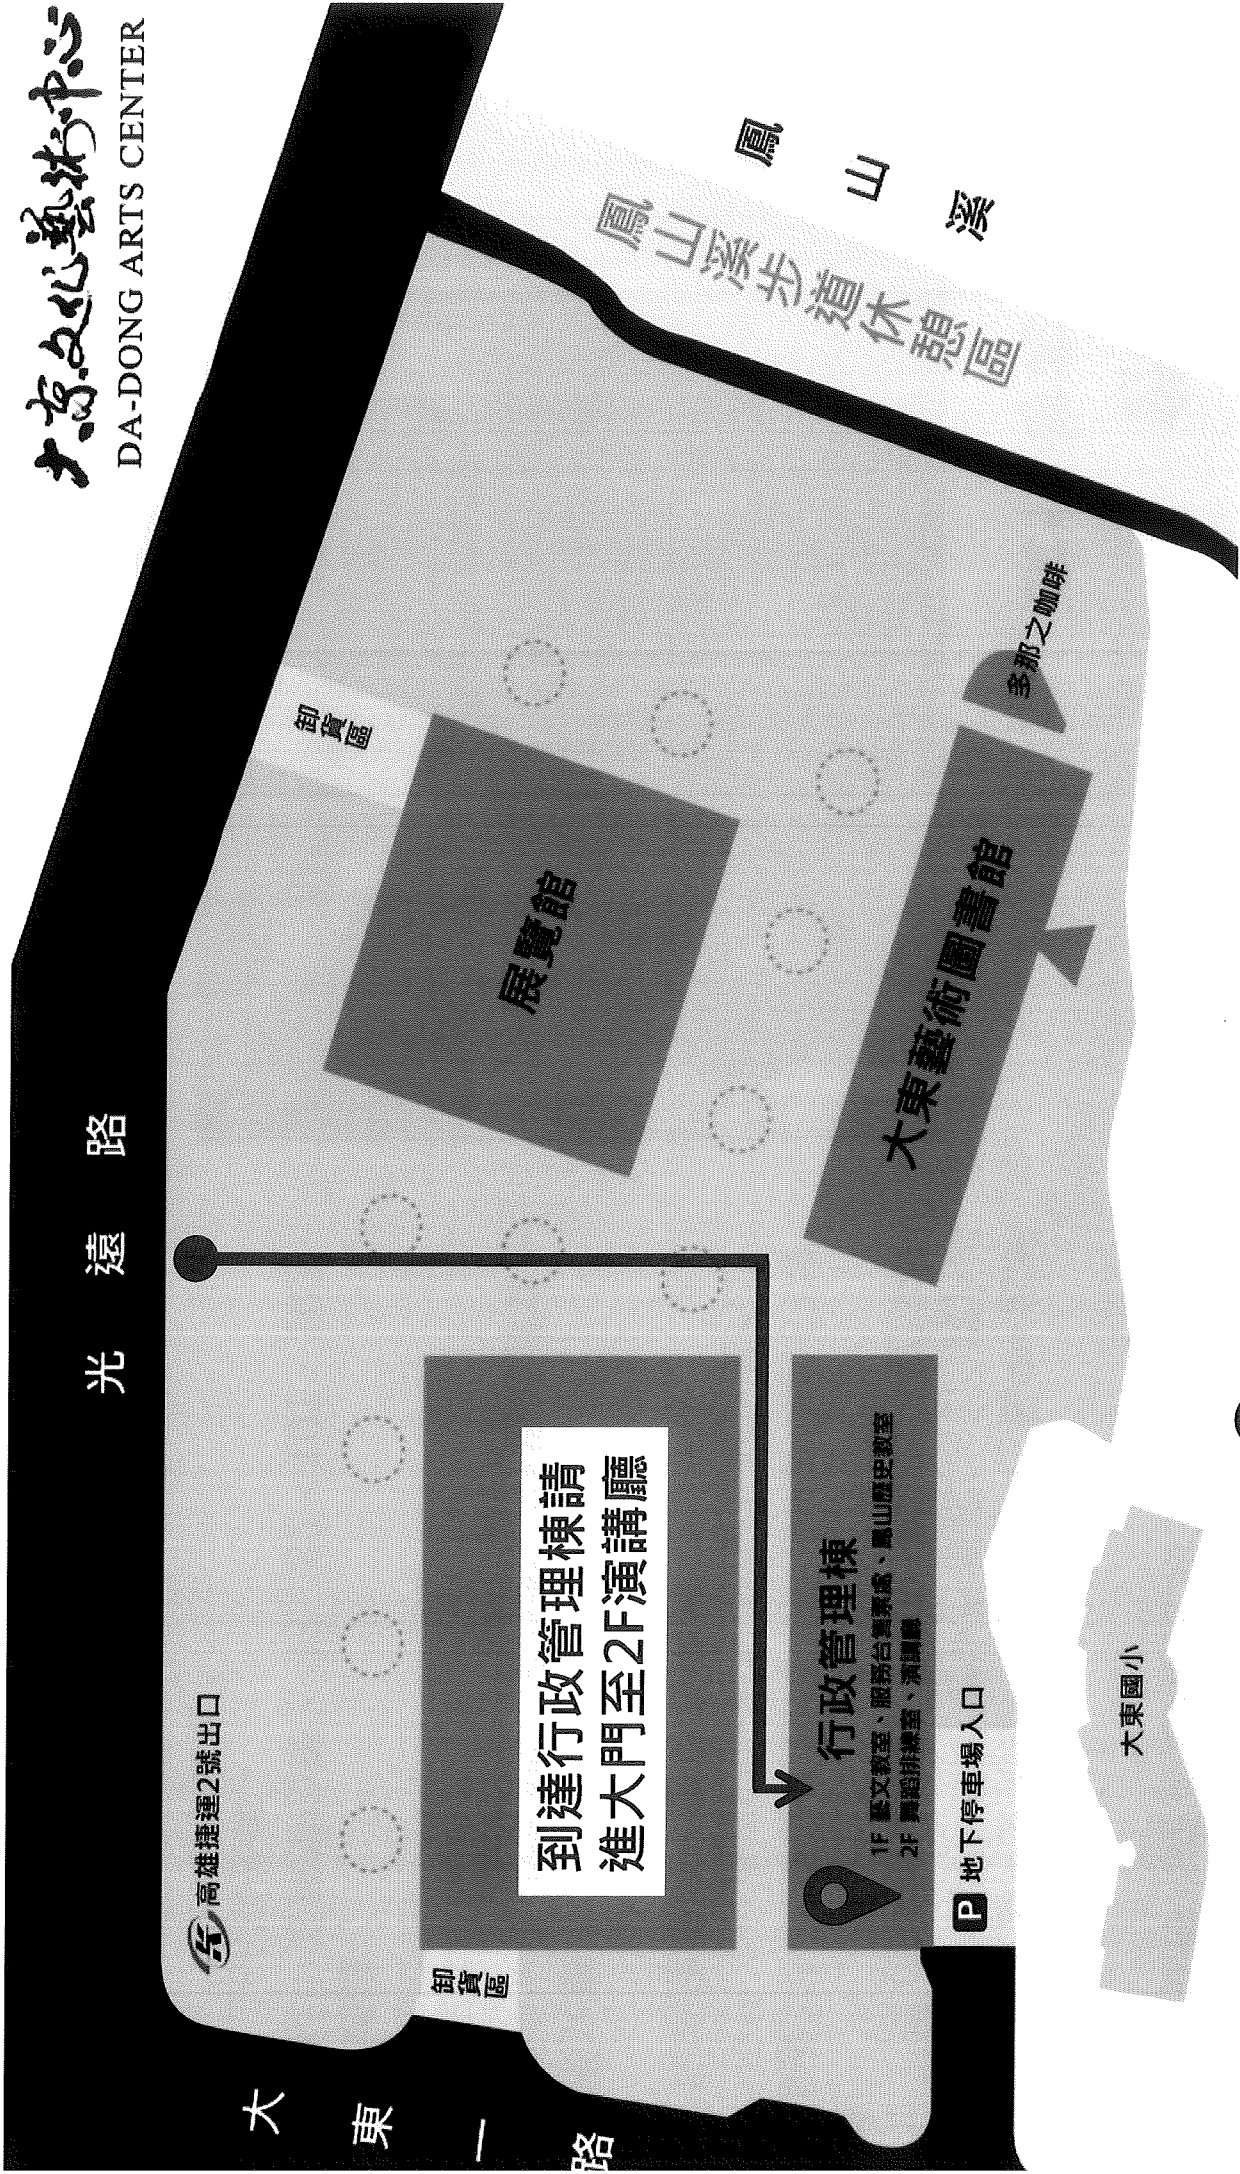 大東文化藝術中心
DA-DONG ARTS CENTER
光遠路
鳳山溪
鳳山溪步道休憩區
卸貨區
展覽館
多那之咖啡
大東藝術圖書館
高雄捷運2號出口
到達行政管理棟請
進大門至2F演講廳
行政管理棟
1F 藝文教室、服務台售票處、鳳山歷史教室
2F 舞蹈排練室、演講廳
P 地下停車場入口
卸貨區
大東國小
大東一路